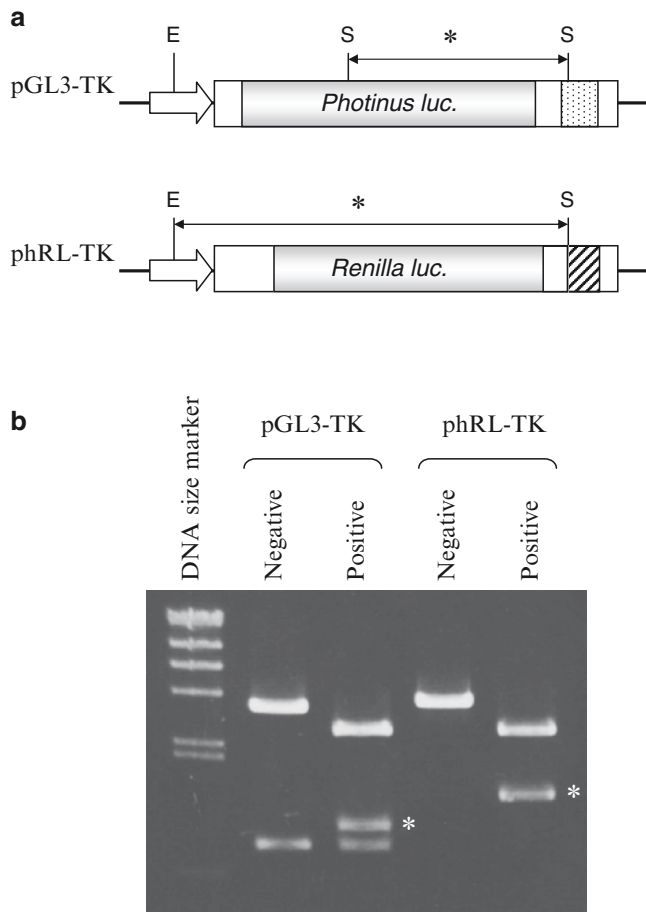 a
E S * S
pGL3-TK
Photinus luc.
E * S
phRL-TK
Renilla luc.
b
pGL3-TK phRL-TK
DNA size marker
Negative
Positive
Negative
Positive
*
*